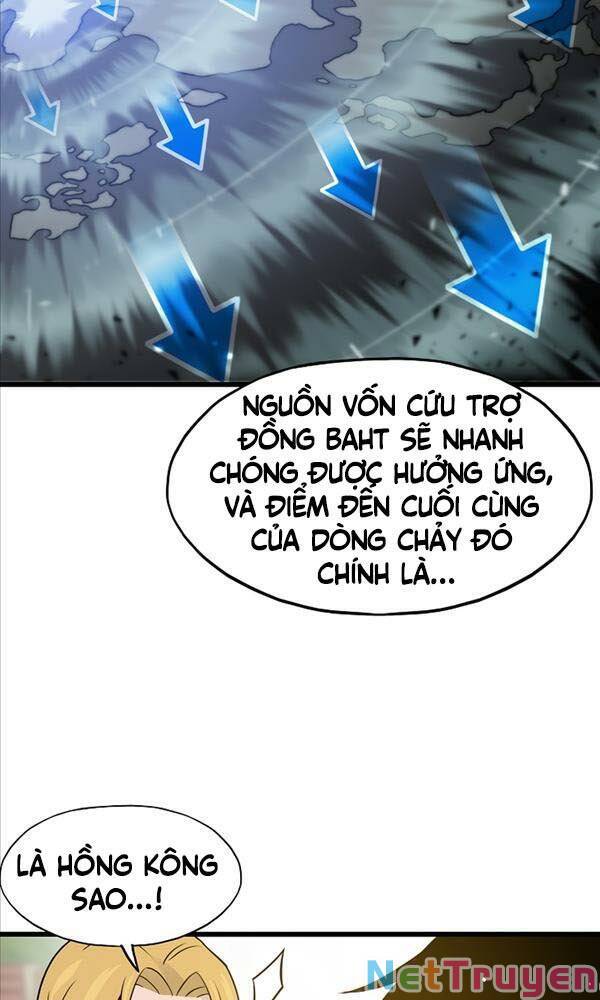 NGUỒN VỐN CỨU TRỢ
ĐỒNG BAHT SẼ NHANH
CHÓNG ĐƯỢC HƯỞNG ỨNG,
VÀ ĐIỂM ĐẾN CUỐI CÙNG
CỦA DÒNG CHẢY ĐÓ
CHÍNH LÀ...
LÀ HỒNG KÔNG
SAO...!
NetTruyen